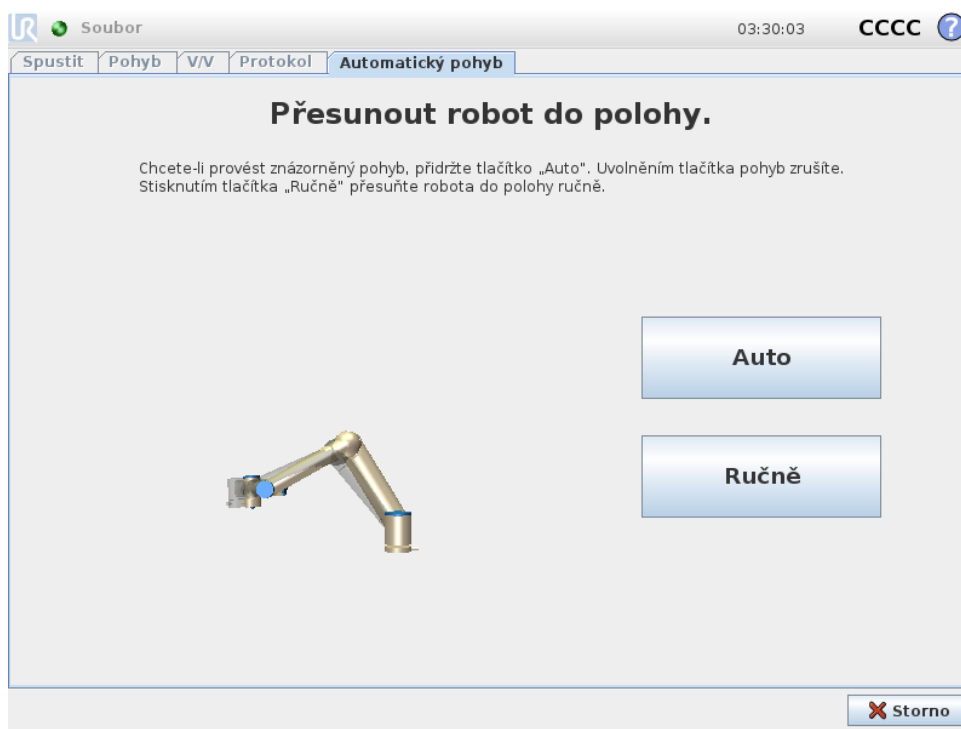 UR
Soubor
03:30:03
CCCC
?
Spustit
Pohyb
V/V
Protokol
Automatický pohyb
Přesunout robot do polohy.
Chcete-li provést znázorněný pohyb, přidržte tlačítko „Auto". Uvolněním tlačítka pohyb zrušíte.
Stisknutím tlačítka „Ručně" přesuňte robota do polohy ručně.
Auto
Ručně
Storno